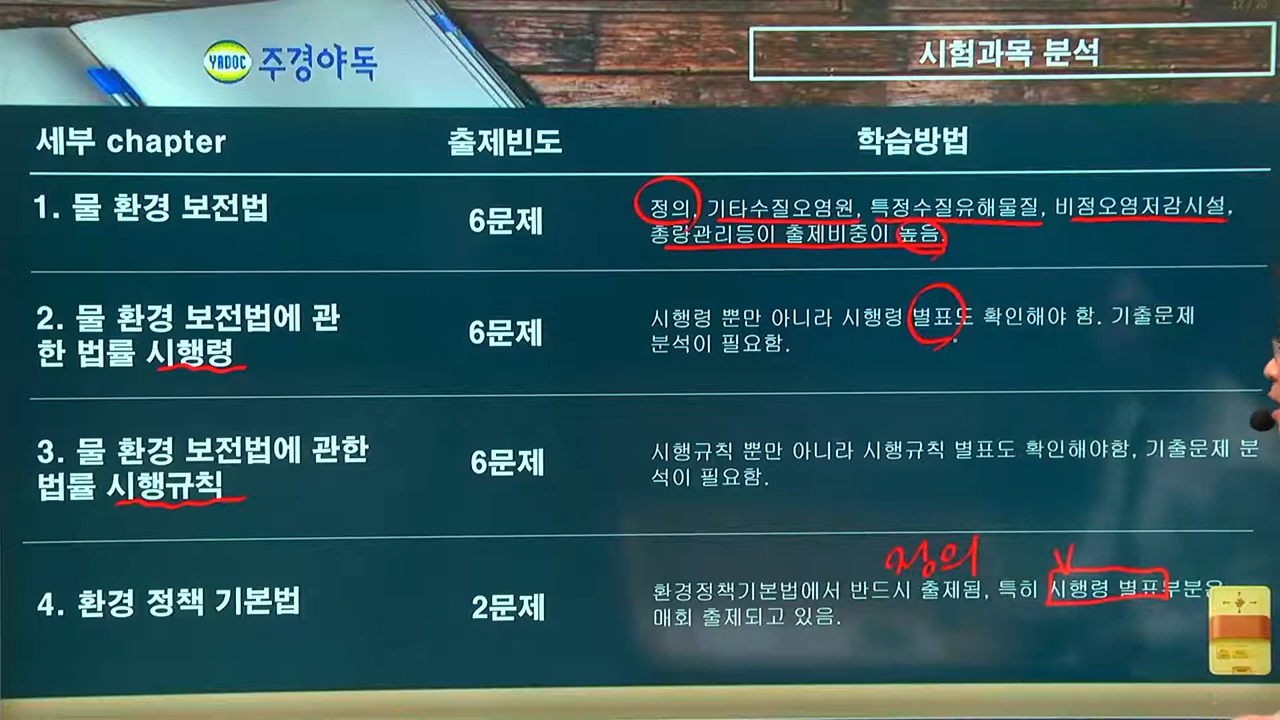 17/20
YADOC 주경야독
시험과목 분석
세부 chapter
출제빈도
학습방법
1. 물 환경 보전법
6문제
정의, 기타수질오염원, 특정수질유해물질, 비점오염저감시설,
총량관리등이 출제비중이 높음.
2. 물 환경 보전법에 관
한 법률 시행령
6문제
시행령 뿐만 아니라 시행령 별표도 확인해야 함. 기출문제
분석이 필요함.
3. 물 환경 보전법에 관한
법률 시행규칙
6문제
시행규칙 뿐만 아니라 시행규칙 별표도 확인해야함, 기출문제 분
석이 필요함.
정의
4. 환경 정책 기본법
2문제
환경정책기본법에서 반드시 출제됨, 특히 시행령 별표부분은
매회 출제되고 있음.